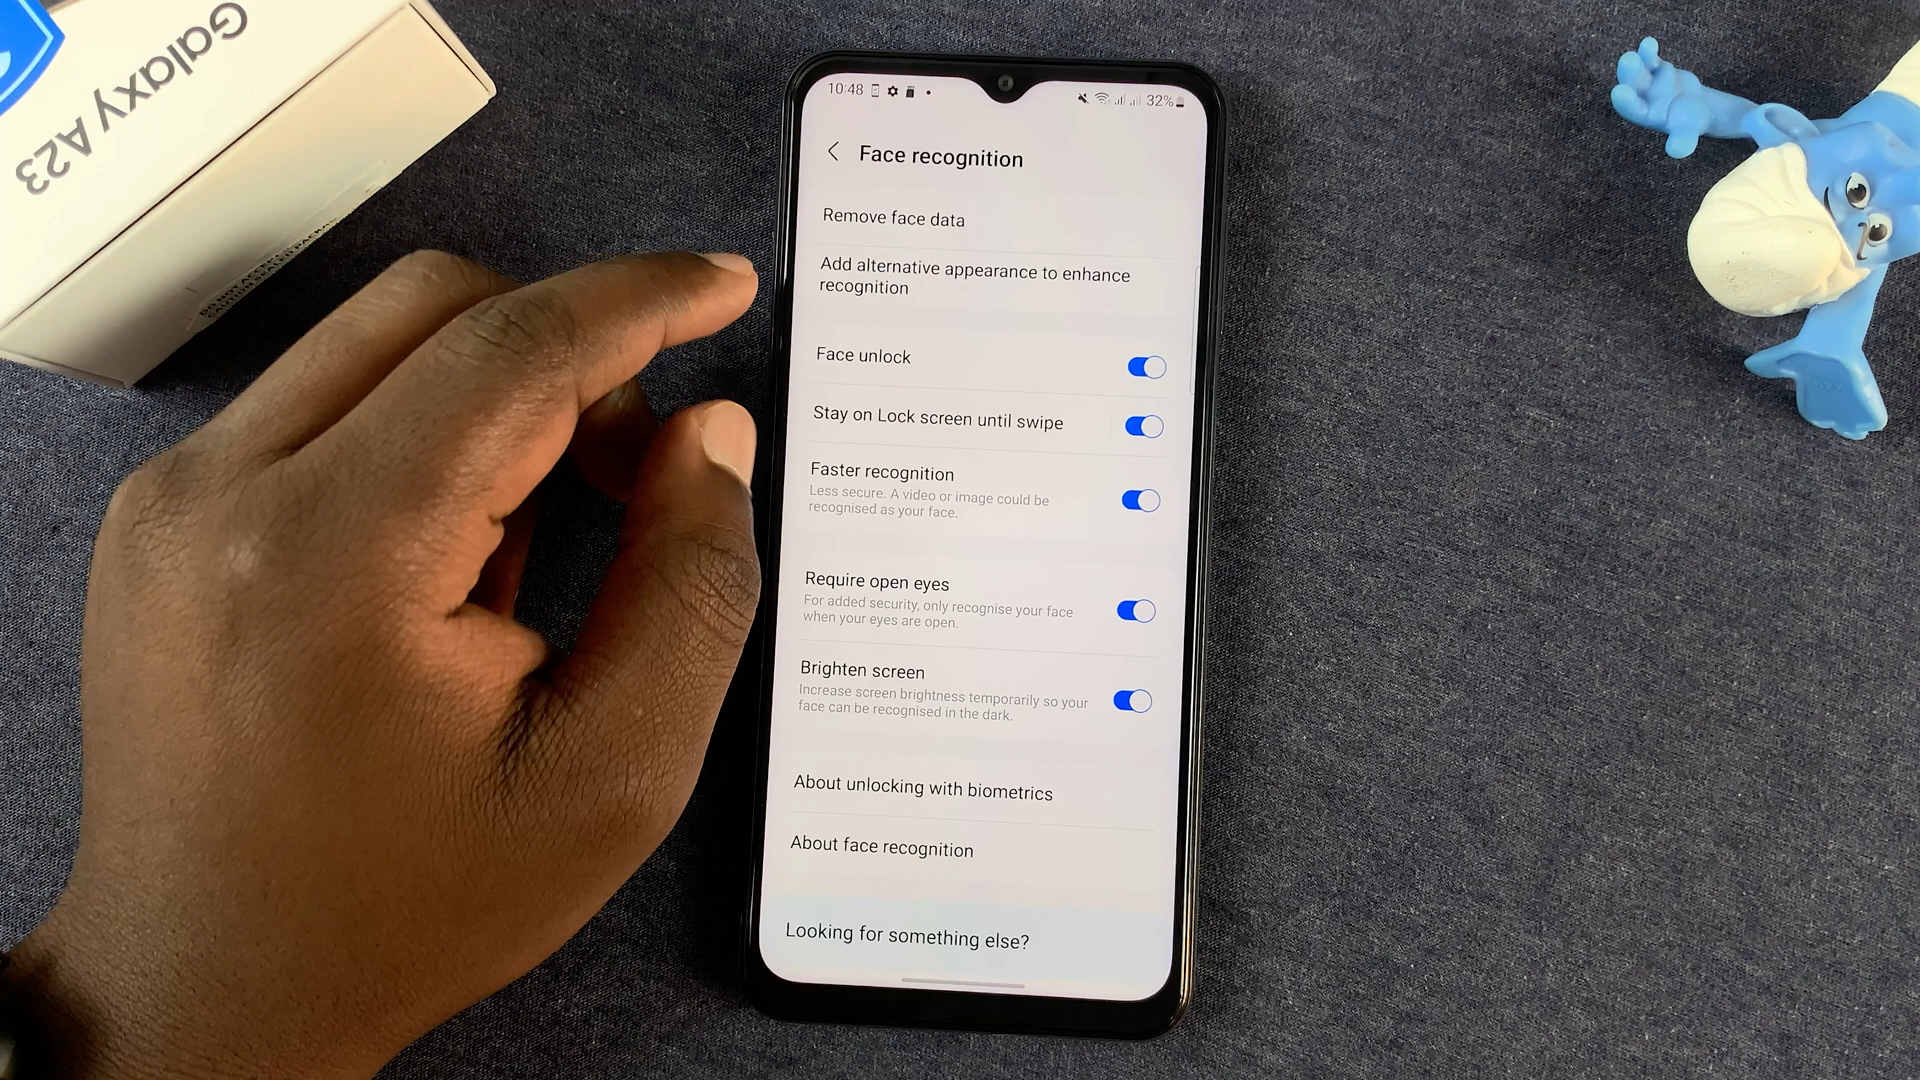 Galaxy A23
10:48
32%
Face recognition
Remove face data
Add alternative appearance to enhance
recognition
Face unlock
Stay on Lock screen until swipe
Faster recognition
Less secure. A video or image could be
recognised as your face.
Require open eyes
For added security, only recognise your face
when your eyes are open.
Brighten screen
Increase screen brightness temporarily so your
face can be recognised in the dark.
About unlocking with biometrics
About face recognition
Looking for something else?